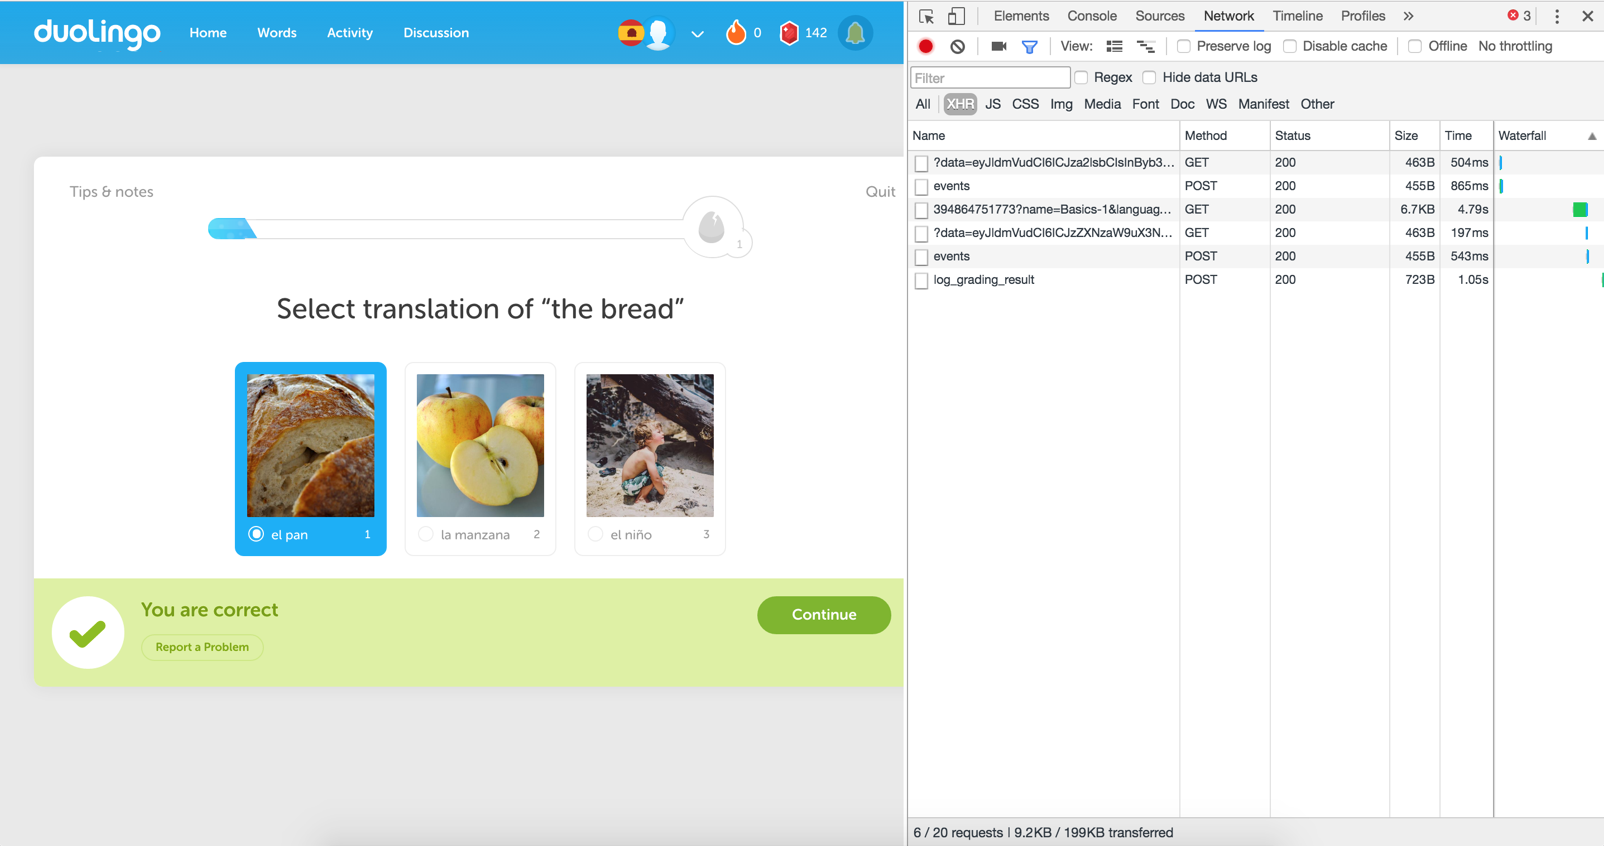 duolingo Home Words Activity Discussion 0 142
Tips & notes Quit
1
Select translation of “the bread”
el pan 1 la manzana 2 el niño 3
You are correct
Report a Problem
Continue
Elements Console Sources Network Timeline Profiles » 3
View: Preserve log Disable cache Offline No throttling
Filter Regex Hide data URLs
All XHR JS CSS Img Media Font Doc WS Manifest Other
Name Method Status Size Time Waterfall
?data=eyJldmVudCI6ICJza2lsbClsInByb3... GET 200 463B 504ms
events POST 200 455B 865ms
394864751773?name=Basics-1&languag... GET 200 6.7KB 4.79s
?data=eyJldmVudCI6ICJzZXNzaW9uX3N... GET 200 463B 197ms
events POST 200 455B 543ms
log_grading_result POST 200 723B 1.05s
6 / 20 requests | 9.2KB / 199KB transferred